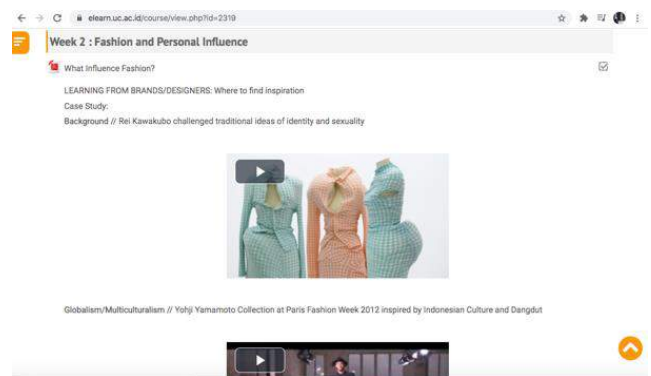 elearn.uc.ac.id/course/view.php?id=2319
Week 2 : Fashion and Personal Influence
What Influence Fashion?
LEARNING FROM BRANDS/DESIGNERS: Where to find inspiration
Case Study:
Background // Rei Kawakubo challenged traditional ideas of identity and sexuality
Globalism/Multiculturalism // Yohji Yamamoto Collection at Paris Fashion Week 2012 inspired by Indonesian Culture and Dangdut